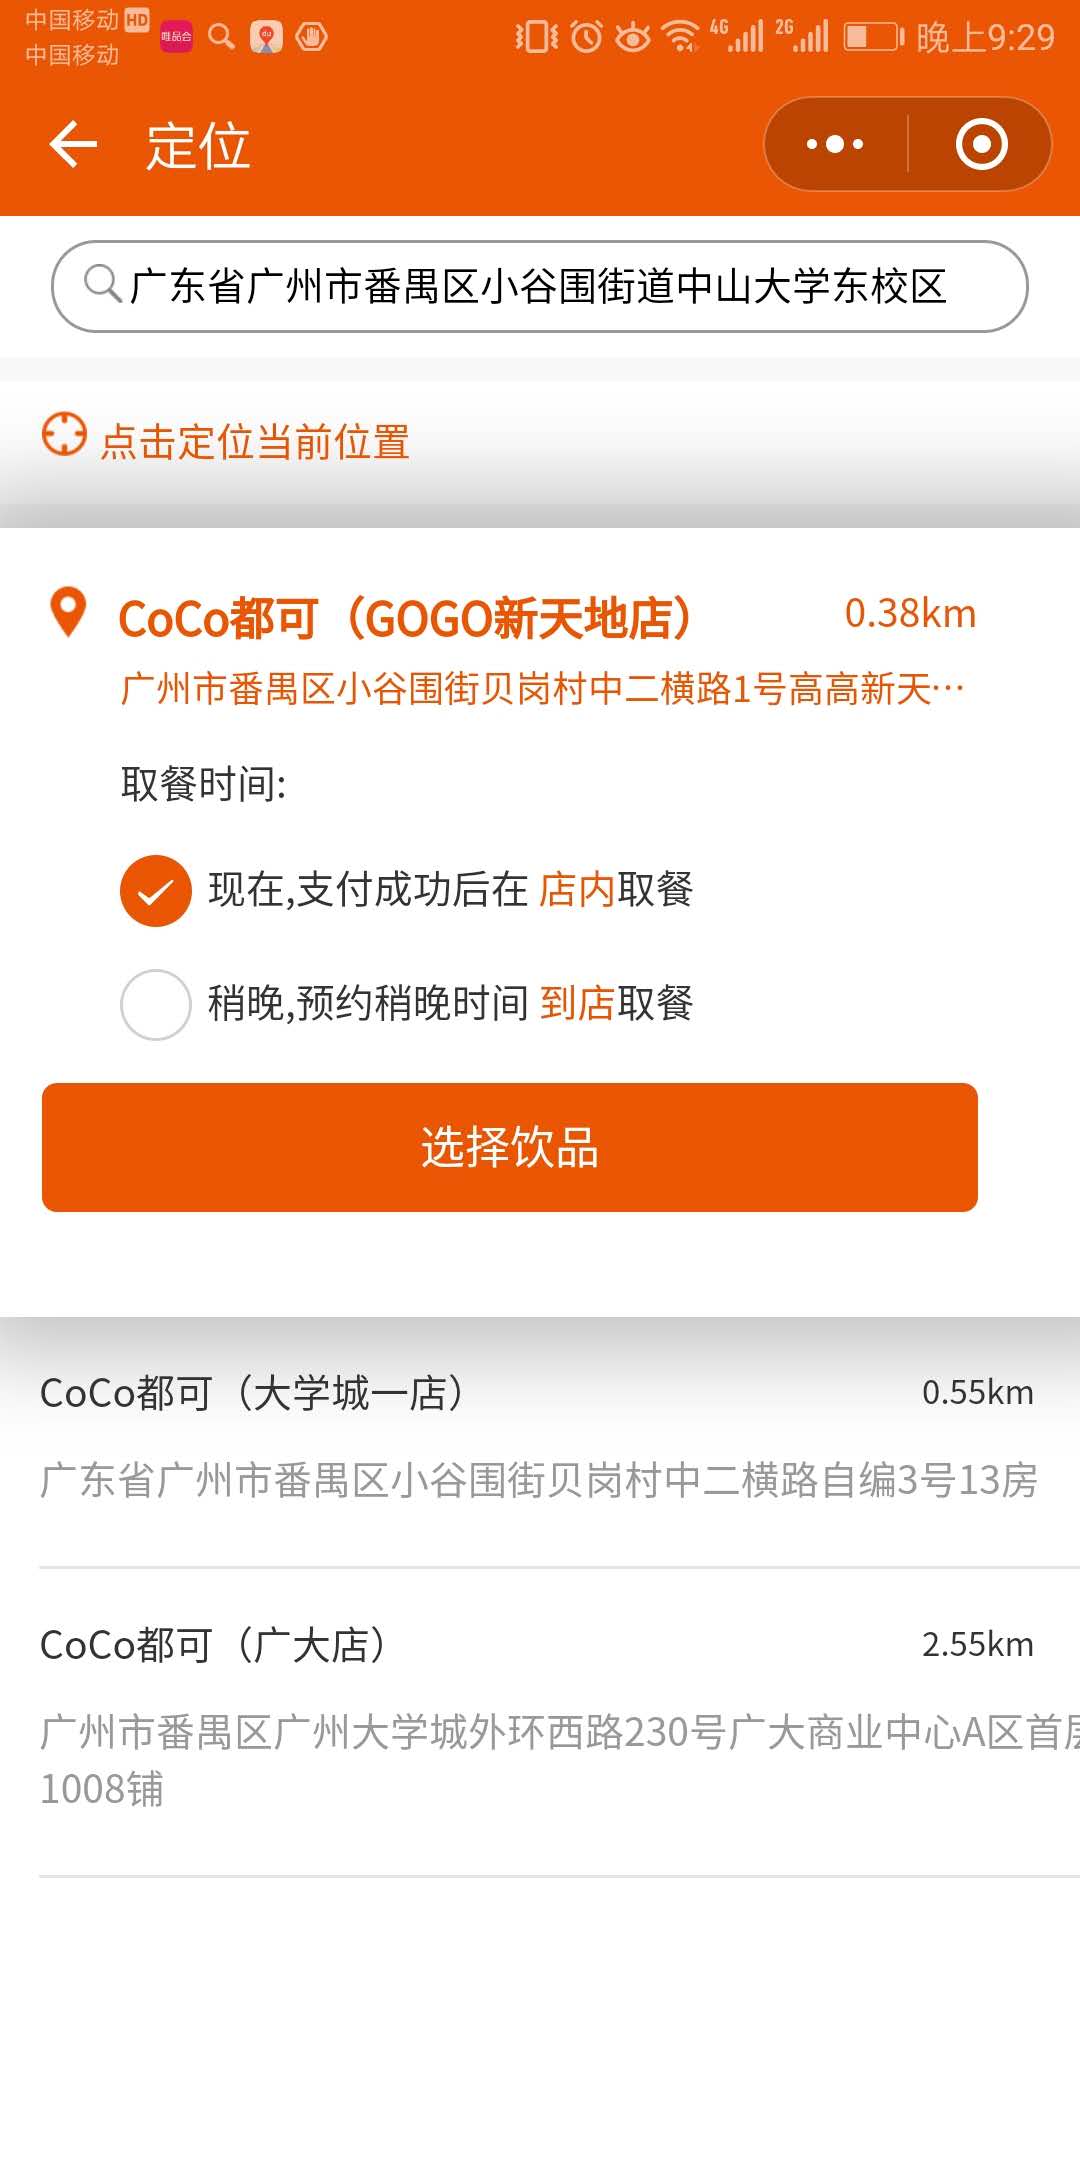 中国移动 HD
中国移动
唯品会
du
4G
2G
晚上9:29
定位
广东省广州市番禺区小谷围街道中山大学东校区
点击定位当前位置
CoCo都可（GOGO新天地店）
0.38km
广州市番禺区小谷围街贝岗村中二横路1号高高新天…
取餐时间:
现在,支付成功后在 店内取餐
稍晚,预约稍晚时间 到店取餐
选择饮品
CoCo都可（大学城一店）
0.55km
广东省广州市番禺区小谷围街贝岗村中二横路自编3号13房
CoCo都可（广大店）
2.55km
广州市番禺区广州大学城外环西路230号广大商业中心A区首层
1008铺